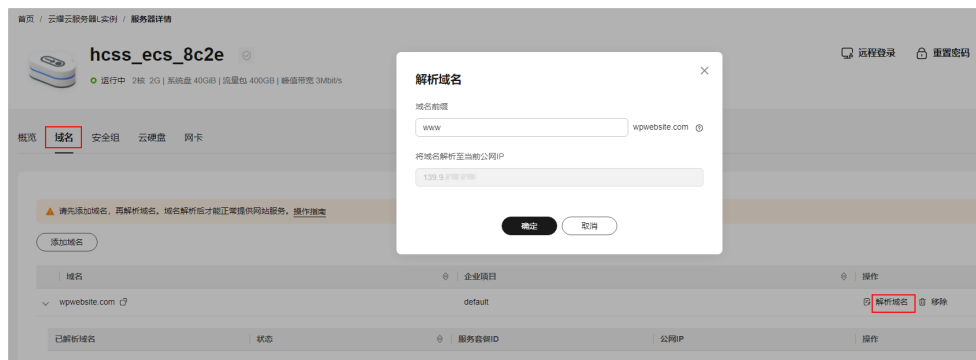 首页 / 云耀云服务器L实例 / 服务器详情
hcss_ecs_8c2e
运行中 2核 2G | 系统盘 40GiB | 流量包 400GB | 峰值带宽 3Mbit/s
远程登录 重置密码
解析域名
域名前缀
www wpwebsite.com
将域名解析至当前公网IP
139.9.
确定 取消
概览 域名 安全组 云硬盘 网卡
请先添加域名，再解析域名。域名解析后才能正常提供网站服务。操作指南
添加域名
域名 企业项目 操作
wpwebsite.com default 解析域名 移除
已解析域名 状态 服务套餐ID 公网IP 操作